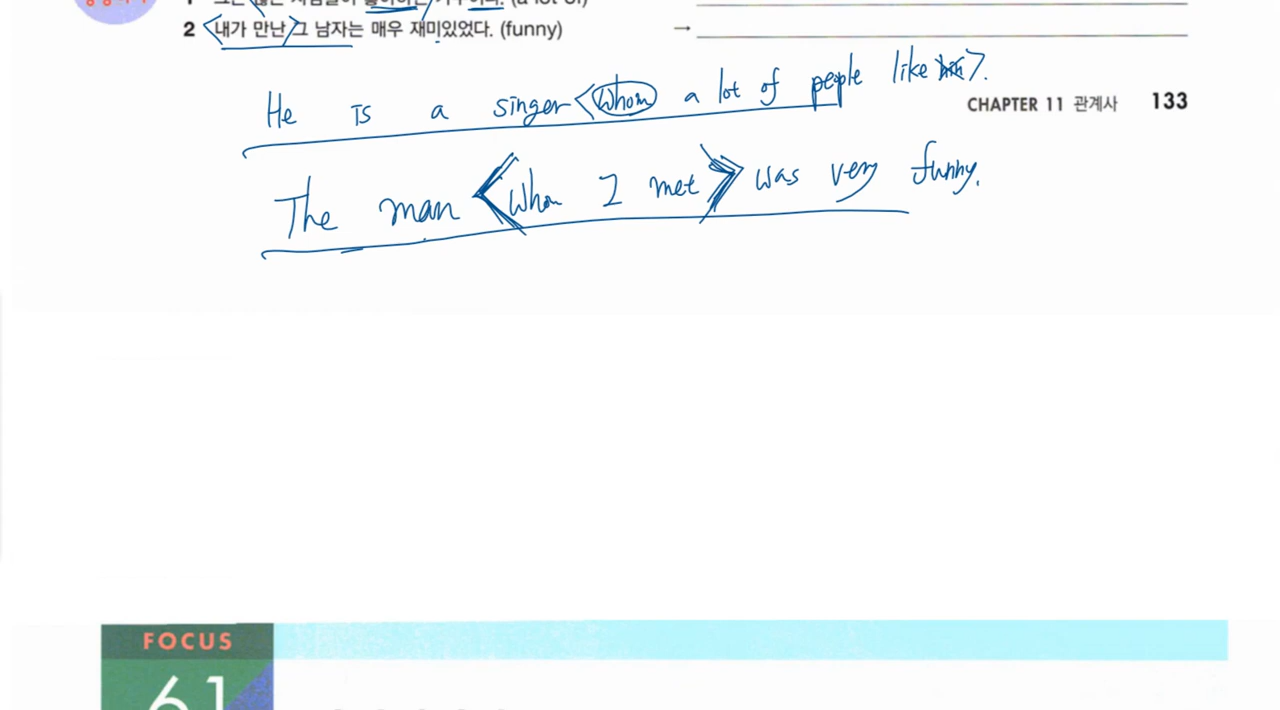 2 내가 만난 그 남자는 매우 재미있었다. (funny) →
He is a singer <whom a lot of people like >.
CHAPTER 11 관계사 133
The man <whom I met> was very funny.
FOCUS
61